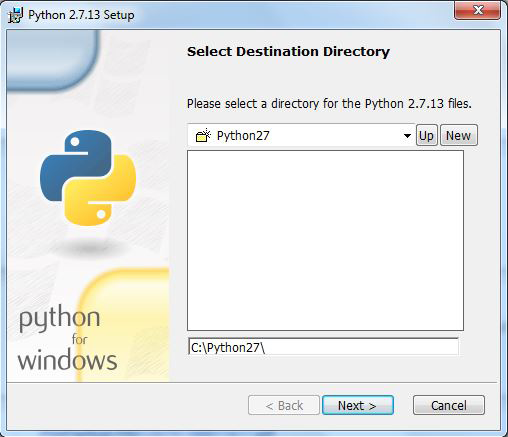 Python 2.7.13 Setup
Select Destination Directory
Please select a directory for the Python 2.7.13 files.
Python27
Up
New
C:\Python27\
python
for
windows
< Back
Next >
Cancel